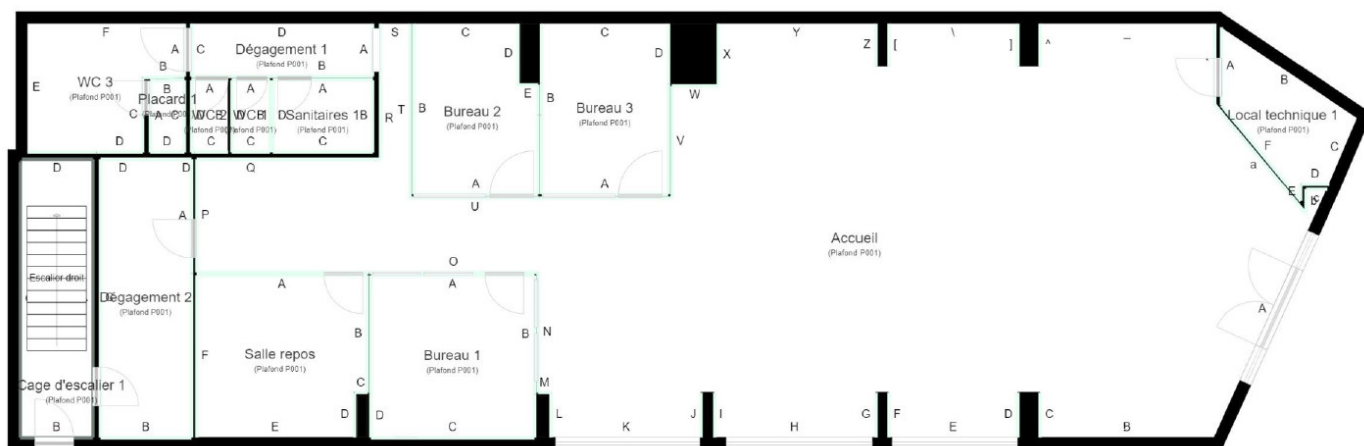 F D S C C Y Z [ \ ] ^ _
A C Dégagement 1 A D D X
(Plafond P001)
B B A B
E WC 3 B A A A E B W
(Plafond P001)
Placard 1 T B Bureau 2 Bureau 3 Local technique 1
(Plafond P001) (Plafond P001) (Plafond P001)
C A C D D Sanitaires 1 B R V F C
(Plafond P001)
D D C C C a D
D D D Q A A E b c
A P U
Accueil
(Plafond P001)
O
Escalier droit A A
Dégagement 2 A
(Plafond P001)
B B N
F Salle repos Bureau 1
(Plafond P001) (Plafond P001)
Cage d'escalier 1 C M
(Plafond P001)
D D L J I G F D C
B B E C K H E B